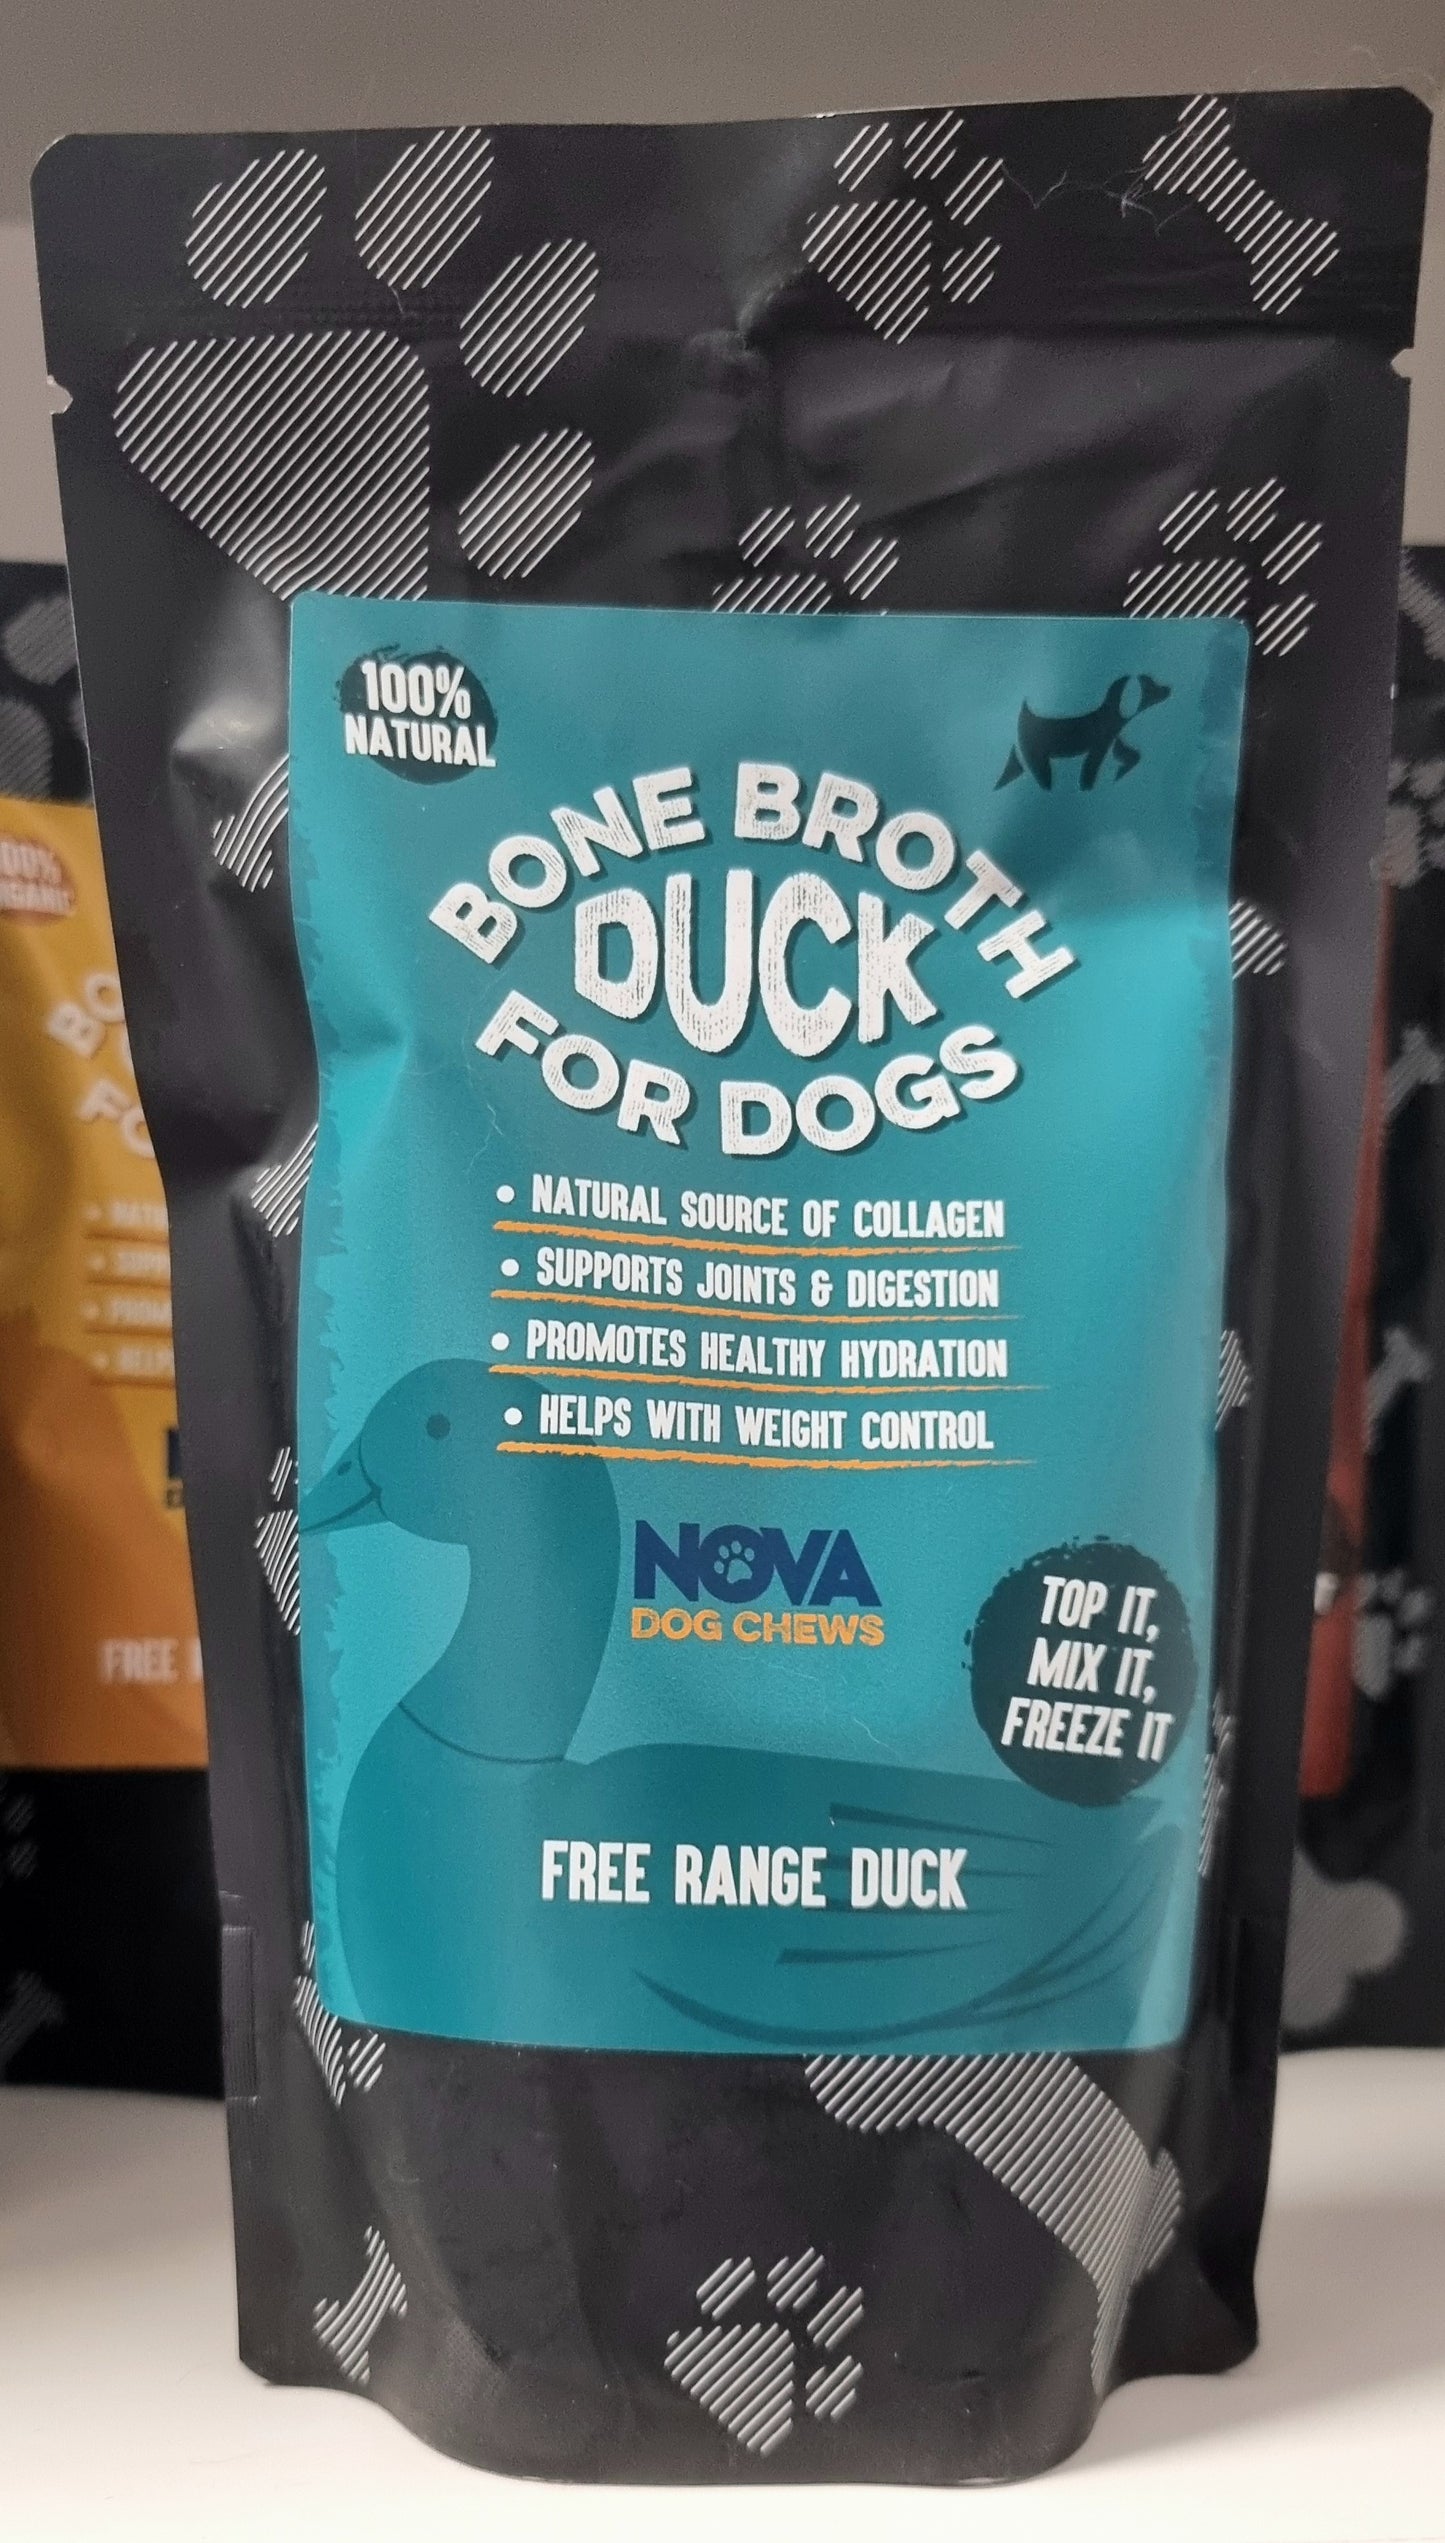 100%
NATURAL
BONE BROTH
DUCK
FOR DOGS
• NATURAL SOURCE OF COLLAGEN
• SUPPORTS JOINTS & DIGESTION
• PROMOTES HEALTHY HYDRATION
• HELPS WITH WEIGHT CONTROL
NOVA
DOG CHEWS
TOP IT,
MIX IT,
FREEZE IT
FREE RANGE DUCK
FREE